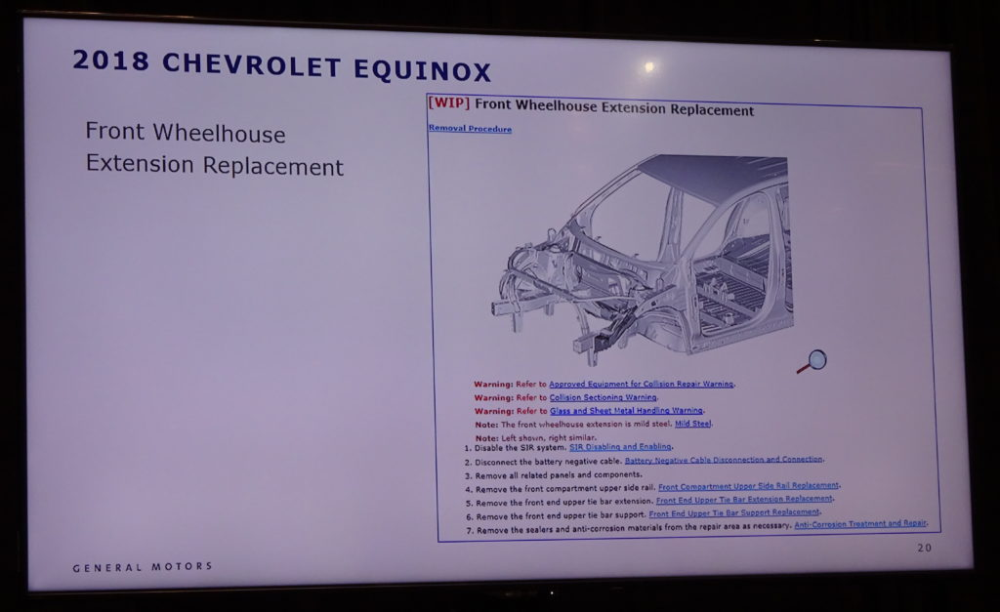 2018 CHEVROLET EQUINOX
Front Wheelhouse
Extension Replacement
[WIP] Front Wheelhouse Extension Replacement
Removal Procedure
Warning: Refer to Approved Equipment for Collision Repair Warning.
Warning: Refer to Collision Sectioning Warning.
Warning: Refer to Glass and Sheet Metal Handling Warning.
Note: The front wheelhouse extension is mild steel. Mild Steel.
Note: Left shown, right similar.
1. Disable the SIR system. SIR Disabling and Enabling.
2. Disconnect the battery negative cable. Battery Negative Cable Disconnection and Connection.
3. Remove all related panels and components.
4. Remove the front compartment upper side rail. Front Compartment Upper Side Rail Replacement.
5. Remove the front end upper tie bar extension. Front End Upper Tie Bar Extension Replacement.
6. Remove the front end upper tie bar support. Front End Upper Tie Bar Support Replacement.
7. Remove the sealers and anti-corrosion materials from the repair area as necessary. Anti-Corrosion Treatment and Repair.
GENERAL MOTORS
20